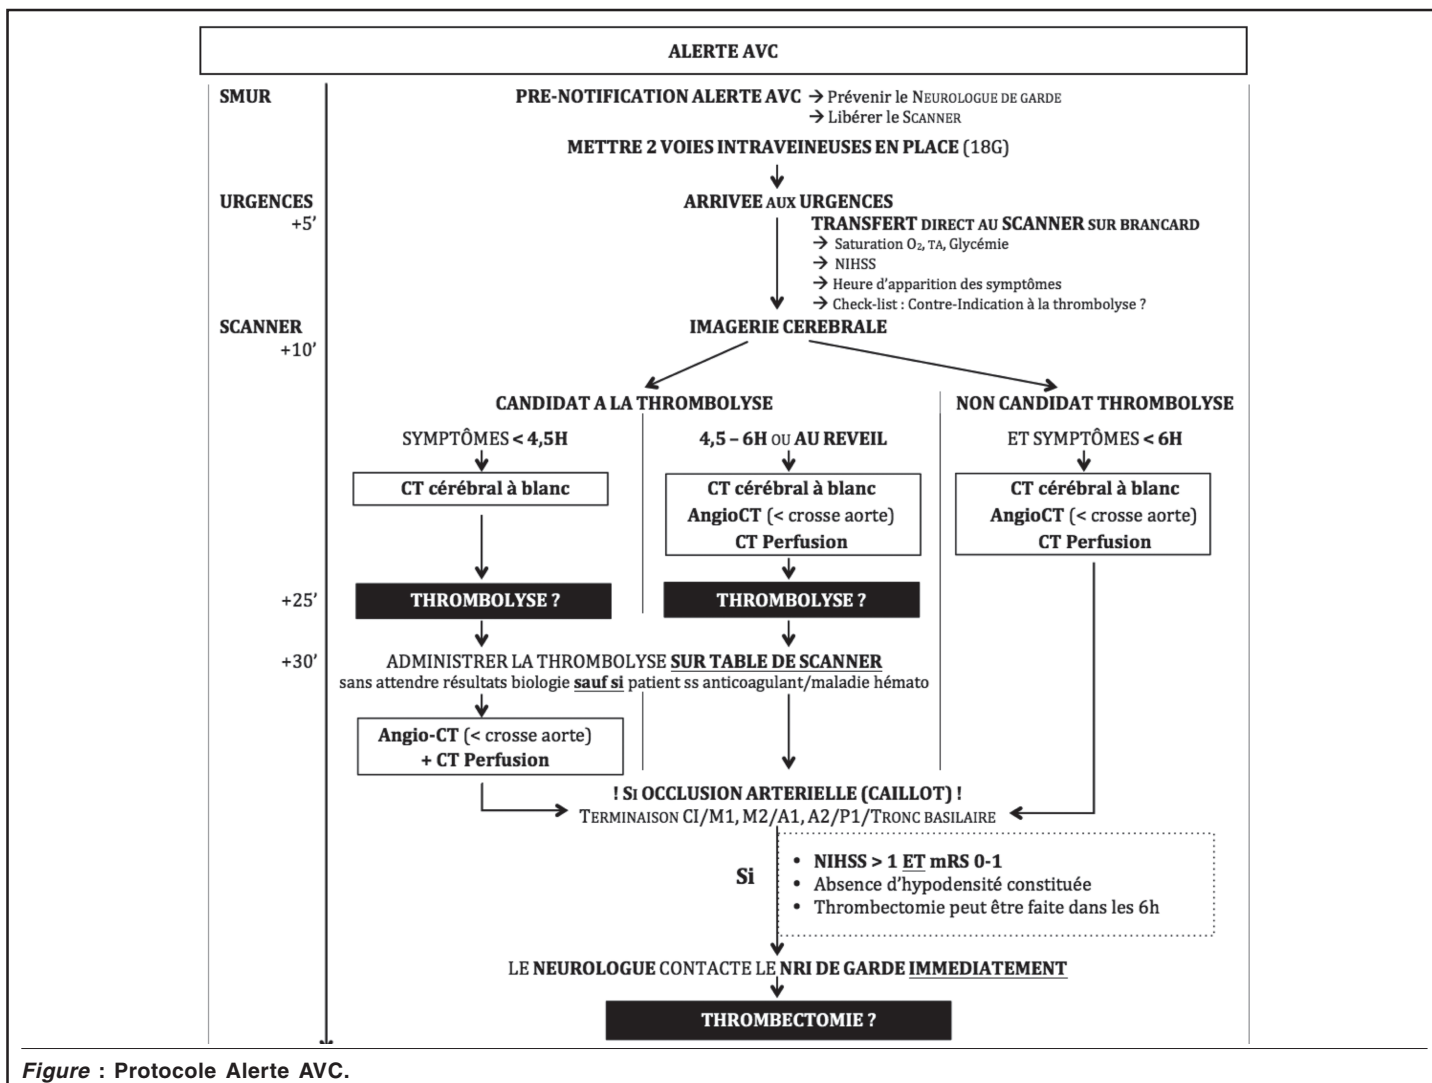 ALERTE AVC
SMUR
PRE-NOTIFICATION ALERTE AVC → Prévenir le NEUROLOGUE DE GARDE
→ Libérer le SCANNER
METTRE 2 VOIES INTRAVEINEUSES EN PLACE (18G)
URGENCES
ARRIVEE AUX URGENCES
+5'
TRANSFERT DIRECT AU SCANNER SUR BRANCARD
→ Saturation O₂, TA, Glycémie
→ NIHSS
→ Heure d'apparition des symptômes
→ Check-list : Contre-Indication à la thrombolyse ?
SCANNER
IMAGERIE CEREBRALE
+10'
CANDIDAT A LA THROMBOLYSE
NON CANDIDAT THROMBOLYSE
SYMPTÔMES < 4,5H
4,5 – 6H OU AU REVEIL
ET SYMPTÔMES < 6H
CT cérébral à blanc
CT cérébral à blanc
AngioCT (< crosse aorte)
CT Perfusion
CT cérébral à blanc
AngioCT (< crosse aorte)
CT Perfusion
+25'
THROMBOLYSE ?
THROMBOLYSE ?
+30'
ADMINISTRER LA THROMBOLYSE SUR TABLE DE SCANNER
sans attendre résultats biologie sauf si patient ss anticoagulant/maladie hémato
Angio-CT (< crosse aorte)
+ CT Perfusion
! SI OCCLUSION ARTERIELLE (CAILLOT) !
TERMINAISON CI/M1, M2/A1, A2/P1/TRONC BASILAIRE
Si
• NIHSS > 1 ET mRS 0-1
• Absence d'hypodensité constituée
• Thrombectomie peut être faite dans les 6h
LE NEUROLOGUE CONTACTE LE NRI DE GARDE IMMEDIATEMENT
THROMBECTOMIE ?
Figure : Protocole Alerte AVC.